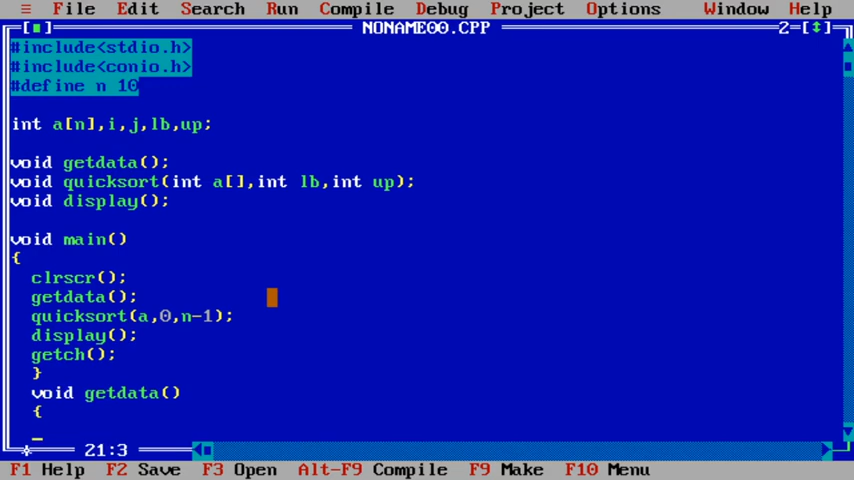 ≡ File Edit Search Run Compile Debug Project Options Window Help
[■] NONAME00.CPP 2=[↕]
#include<stdio.h>
#include<conio.h>
#define n 10
int a[n],i,j,lb,up;
void getdata();
void quicksort(int a[],int lb,int up);
void display();
void main()
{
clrscr();
getdata();
quicksort(a,0,n-1);
display();
getch();
}
void getdata()
{
21:3
F1 Help F2 Save F3 Open Alt-F9 Compile F9 Make F10 Menu